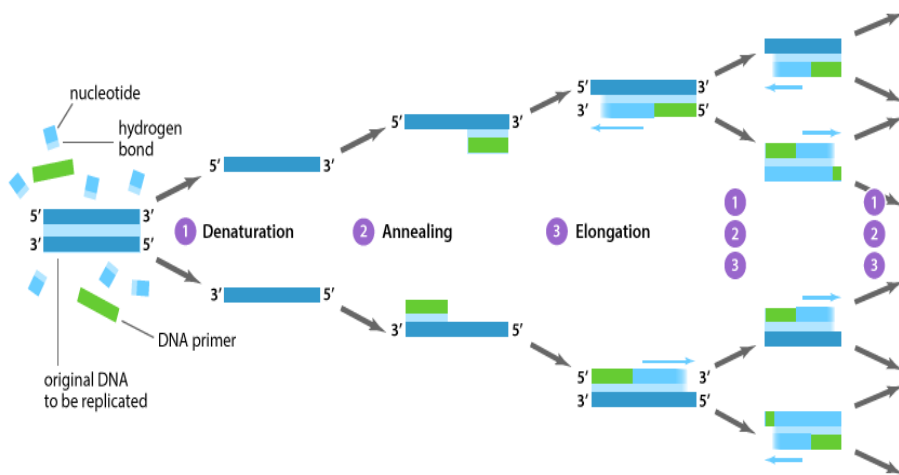 nucleotide
hydrogen
bond
5' 3'
3' 5'
DNA primer
original DNA
to be replicated
5' 3'
1 Denaturation
3' 5'
5' 3'
2 Annealing
3' 5'
5' 3'
3' 5'
3 Elongation
5' 3'
3' 5'
1
2
3
1
2
3